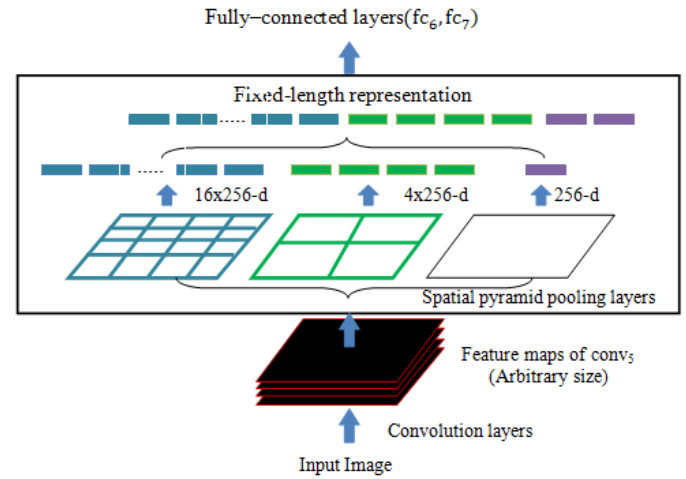 Fully-connected layers(fc₆,fc₇)
Fixed-length representation
16x256-d 4x256-d 256-d
Spatial pyramid pooling layers
Feature maps of conv₅
(Arbitrary size)
Convolution layers
Input Image